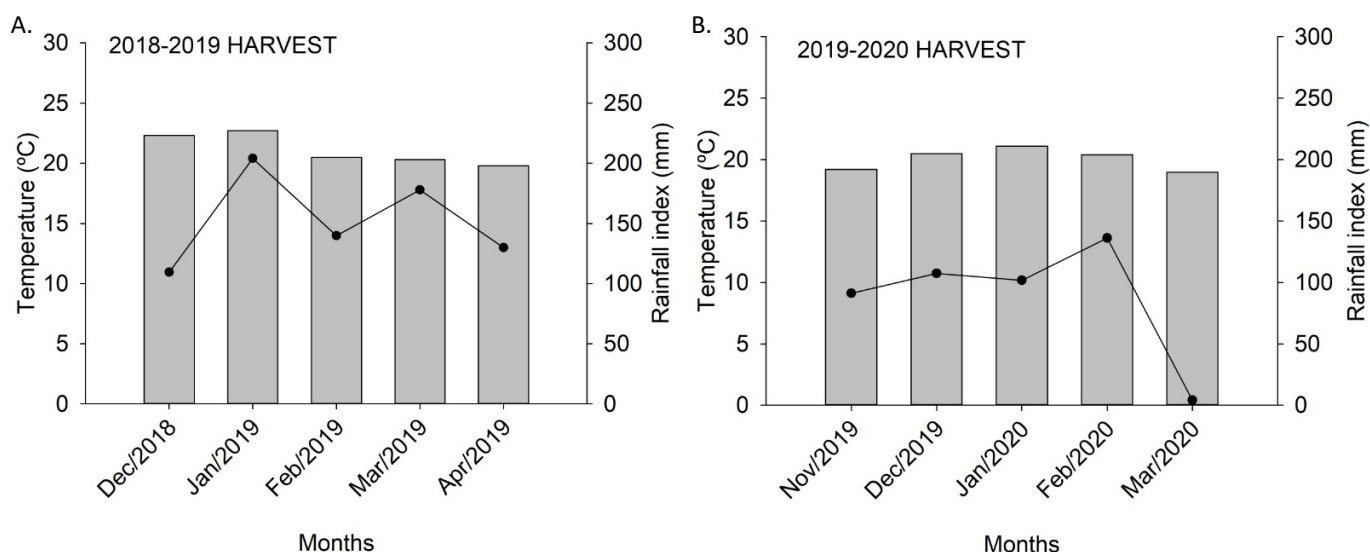 A.
2018-2019 HARVEST
30
25
20
15
10
5
0
Temperature (ºC)
300
250
200
150
100
50
0
Rainfall index (mm)
Dec/2018
Jan/2019
Feb/2019
Mar/2019
Apr/2019
Months
B.
2019-2020 HARVEST
30
25
20
15
10
5
0
Temperature (ºC)
300
250
200
150
100
50
0
Rainfall index (mm)
Nov/2019
Dec/2019
Jan/2020
Feb/2020
Mar/2020
Months